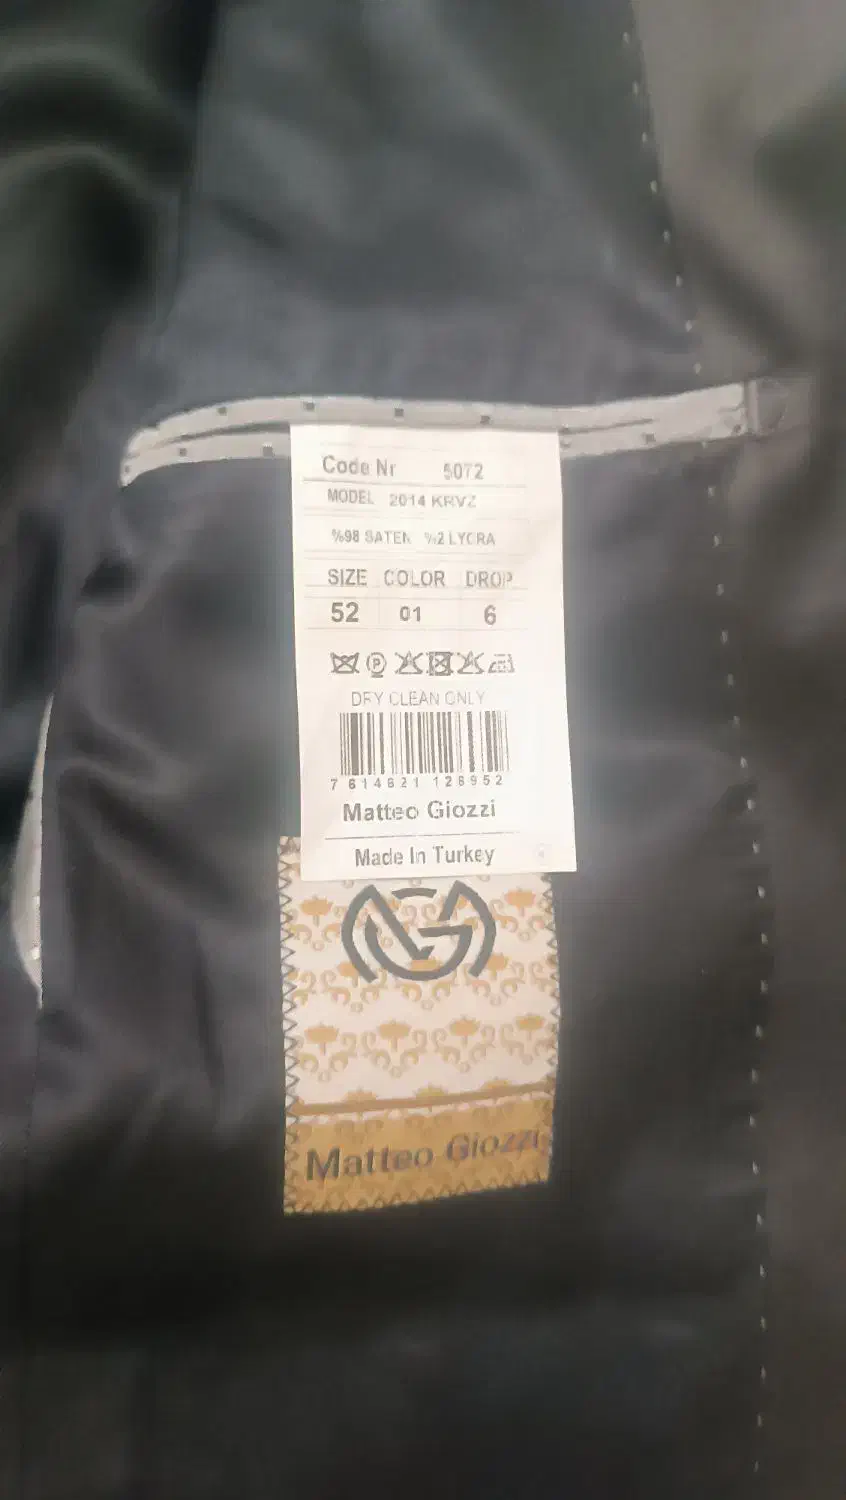 Code Nr 5072
MODEL 2014 KRVZ
%98 SATEN %2 LYCRA
SIZE COLOR DROP
52 01 6
P
DRY CLEAN ONLY
7 614621 126952
Matteo Giozzi
Made In Turkey
Matteo Giozzi